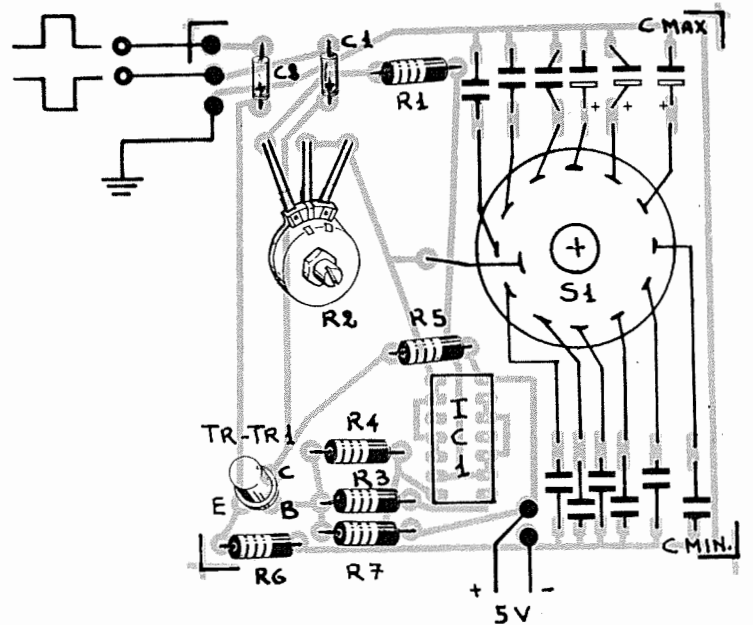 C MAX
C1
C2
R1
+ + +
S1
R2
R5
I
C
1
TR-TR1
R4
C
R3
E
B
R6
R7
C MIN.
+ -
5V